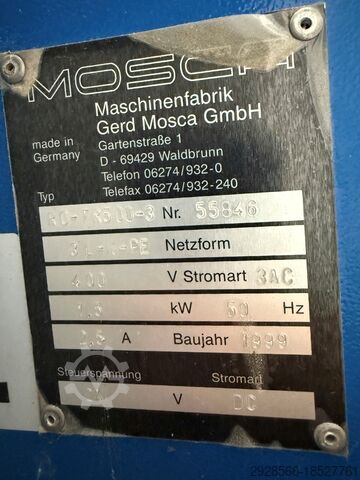 MOSCA
Maschinenfabrik
Gerd Mosca GmbH
made in
Germany
Gartenstraße 1
D - 69429 Waldbrunn
Telefon 06274/932-0
Telefax 06274/932-240
Typ
Nr. 55846
Netzform
400 V Stromart 3AC
kW 50 Hz
A Baujahr 1999
Steuerspannung Stromart
V DC
2928566-18527761